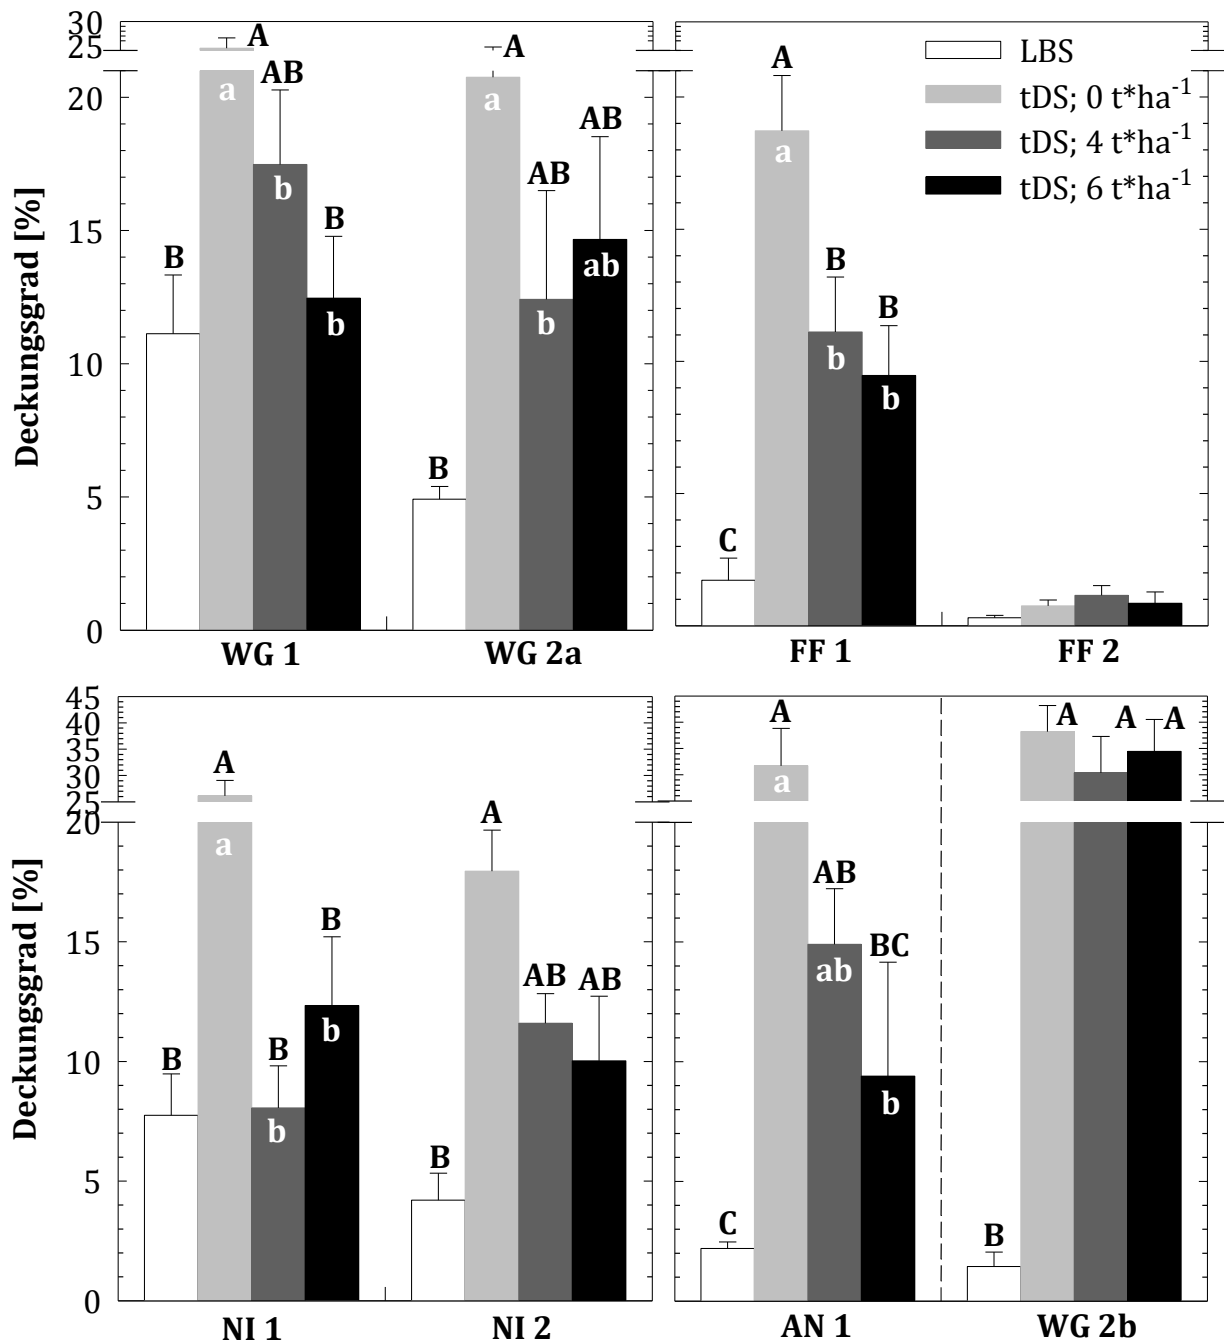 Deckungsgrad [%]
30
25
20
15
10
5
0
B
A
a
AB
b
B
b
B
A
a
AB
b
AB
ab
WG 1
WG 2a
LBS
tDS; 0 t*ha⁻¹
tDS; 4 t*ha⁻¹
tDS; 6 t*ha⁻¹
C
A
a
B
b
B
b
FF 1
FF 2
Deckungsgrad [%]
45
40
35
30
25
20
15
10
5
0
B
A
a
B
b
B
b
B
A
AB
AB
NI 1
NI 2
C
A
a
AB
ab
BC
b
B
A
A
A
AN 1
WG 2b